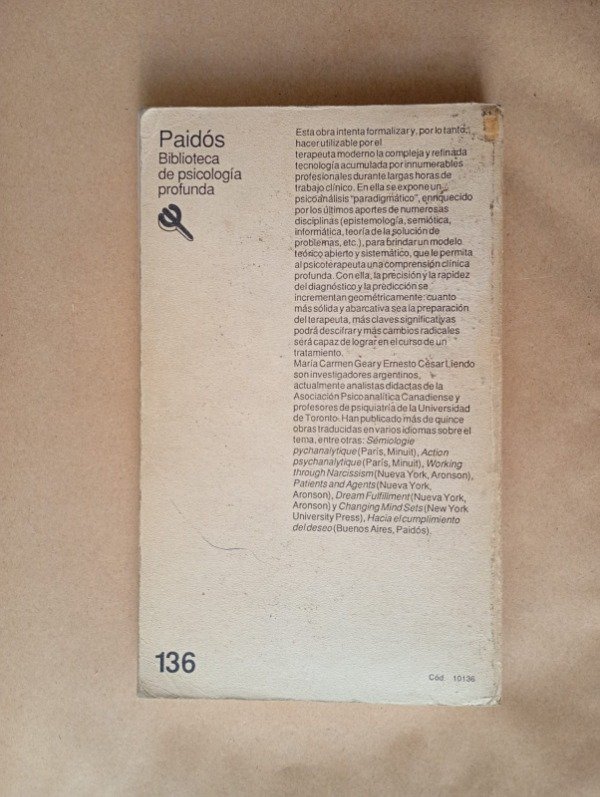 Paidós
Biblioteca
de psicología
profunda
Esta obra intenta formalizar y, por lo tanto,
hacer utilizable por el
terapeuta moderno la compleja y refinada
tecnología acumulada por innumerables
profesionales durante largas horas de
trabajo clínico. En ella se expone un
psicoanálisis "paradigmático", enriquecido
por los últimos aportes de numerosas
disciplinas (epistemología, semiótica,
informática, teoría de la solución de
problemas, etc.), para brindar un modelo
teórico abierto y sistemático, que le permita
al psicoterapeuta una comprensión clínica
profunda. Con ella, la precisión y la rapidez
del diagnóstico y la predicción se
incrementan geométricamente: cuanto
más sólida y abarcativa sea la preparación
del terapeuta, más claves significativas
podrá descifrar y más cambios radicales
será capaz de lograr en el curso de un
tratamiento.
María Carmen Gear y Ernesto César Liendo
son investigadores argentinos,
actualmente analistas didactas de la
Asociación Psicoanalítica Canadiense y
profesores de psiquiatría de la Universidad
de Toronto. Han publicado más de quince
obras traducidas en varios idiomas sobre el
tema, entre otras: Sémiologie
pychanalytique (París, Minuit), Action
psychanalytique (París, Minuit), Working
through Narcissism (Nueva York, Aronson),
Patients and Agents (Nueva York,
Aronson), Dream Fulfillment (Nueva York,
Aronson) y Changing Mind Sets (New York
University Press), Hacia el cumplimiento
del deseo (Buenos Aires, Paidós).
136
Cód. 10136